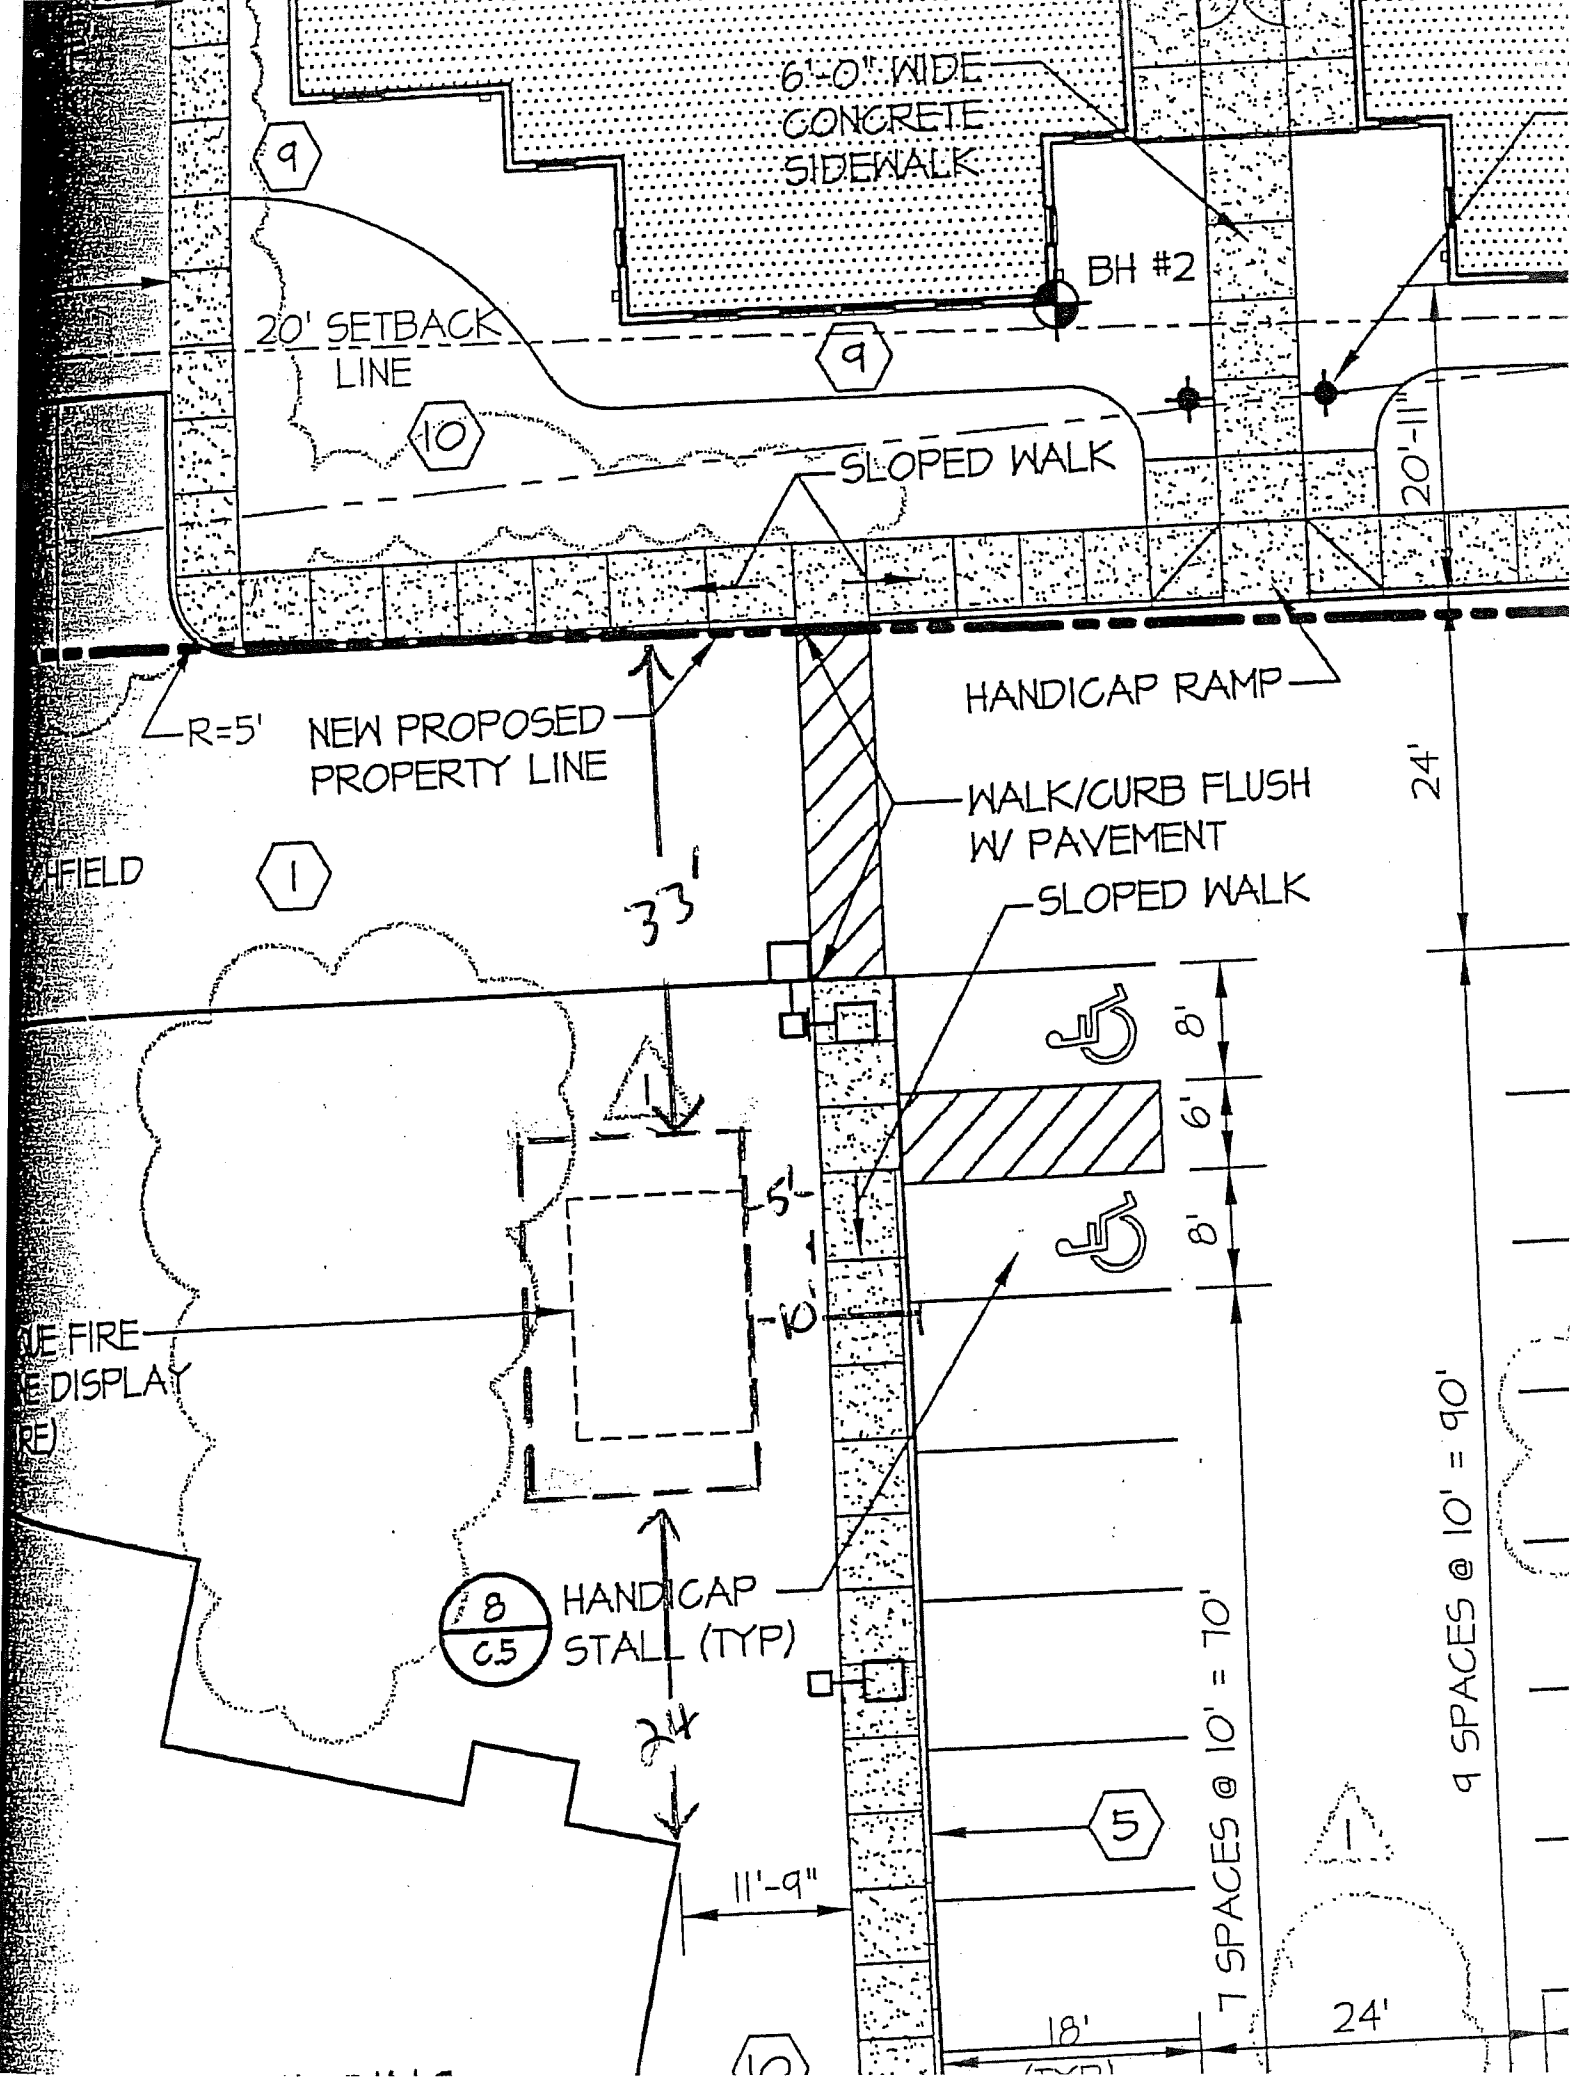 6'-0" WIDE
CONCRETE
SIDEWALK
9
BH #2
20' SETBACK
LINE
9
10
SLOPED WALK
20'-11"
HANDICAP RAMP
R=5'
NEW PROPOSED
PROPERTY LINE
24'
WALK/CURB FLUSH
W/ PAVEMENT
1
33'
SLOPED WALK
8'
1
6'
5'
8'
10'
FIRE
DISPLAY
9 SPACES @ 10' = 90'
8
C.5
HANDICAP
STALL (TYP)
7 SPACES @ 10' = 70'
24
5
1
11'-9"
18'
(TYP)
24'
10